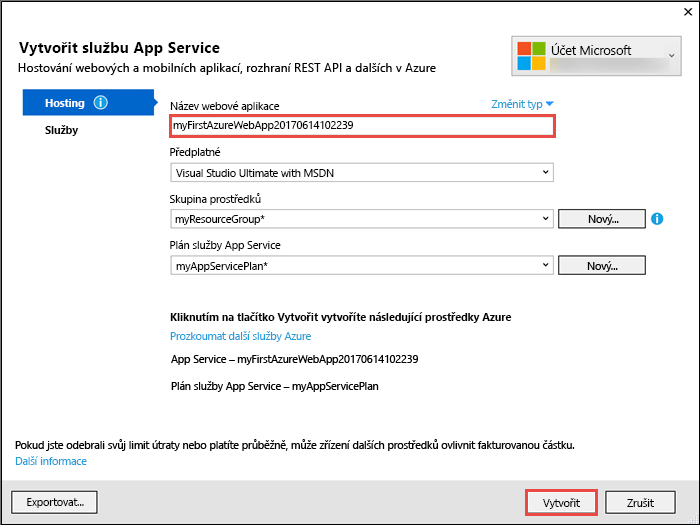 Vytvořit službu App Service
Hostování webových a mobilních aplikací, rozhraní REST API a dalších v Azure
Účet Microsoft
Hosting
Služby
Název webové aplikace
Změnit typ
myFirstAzureWebApp20170614102239
Předplatné
Visual Studio Ultimate with MSDN
Skupina prostředků
myResourceGroup*
Nový...
Plán služby App Service
myAppServicePlan*
Nový...
Kliknutím na tlačítko Vytvořit vytvoříte následující prostředky Azure
Prozkoumat další služby Azure
App Service – myFirstAzureWebApp20170614102239
Plán služby App Service – myAppServicePlan
Pokud jste odebrali svůj limit útraty nebo platíte průběžně, může zřízení dalších prostředků ovlivnit fakturovanou částku.
Další informace
Exportovat...
Vytvořit
Zrušit